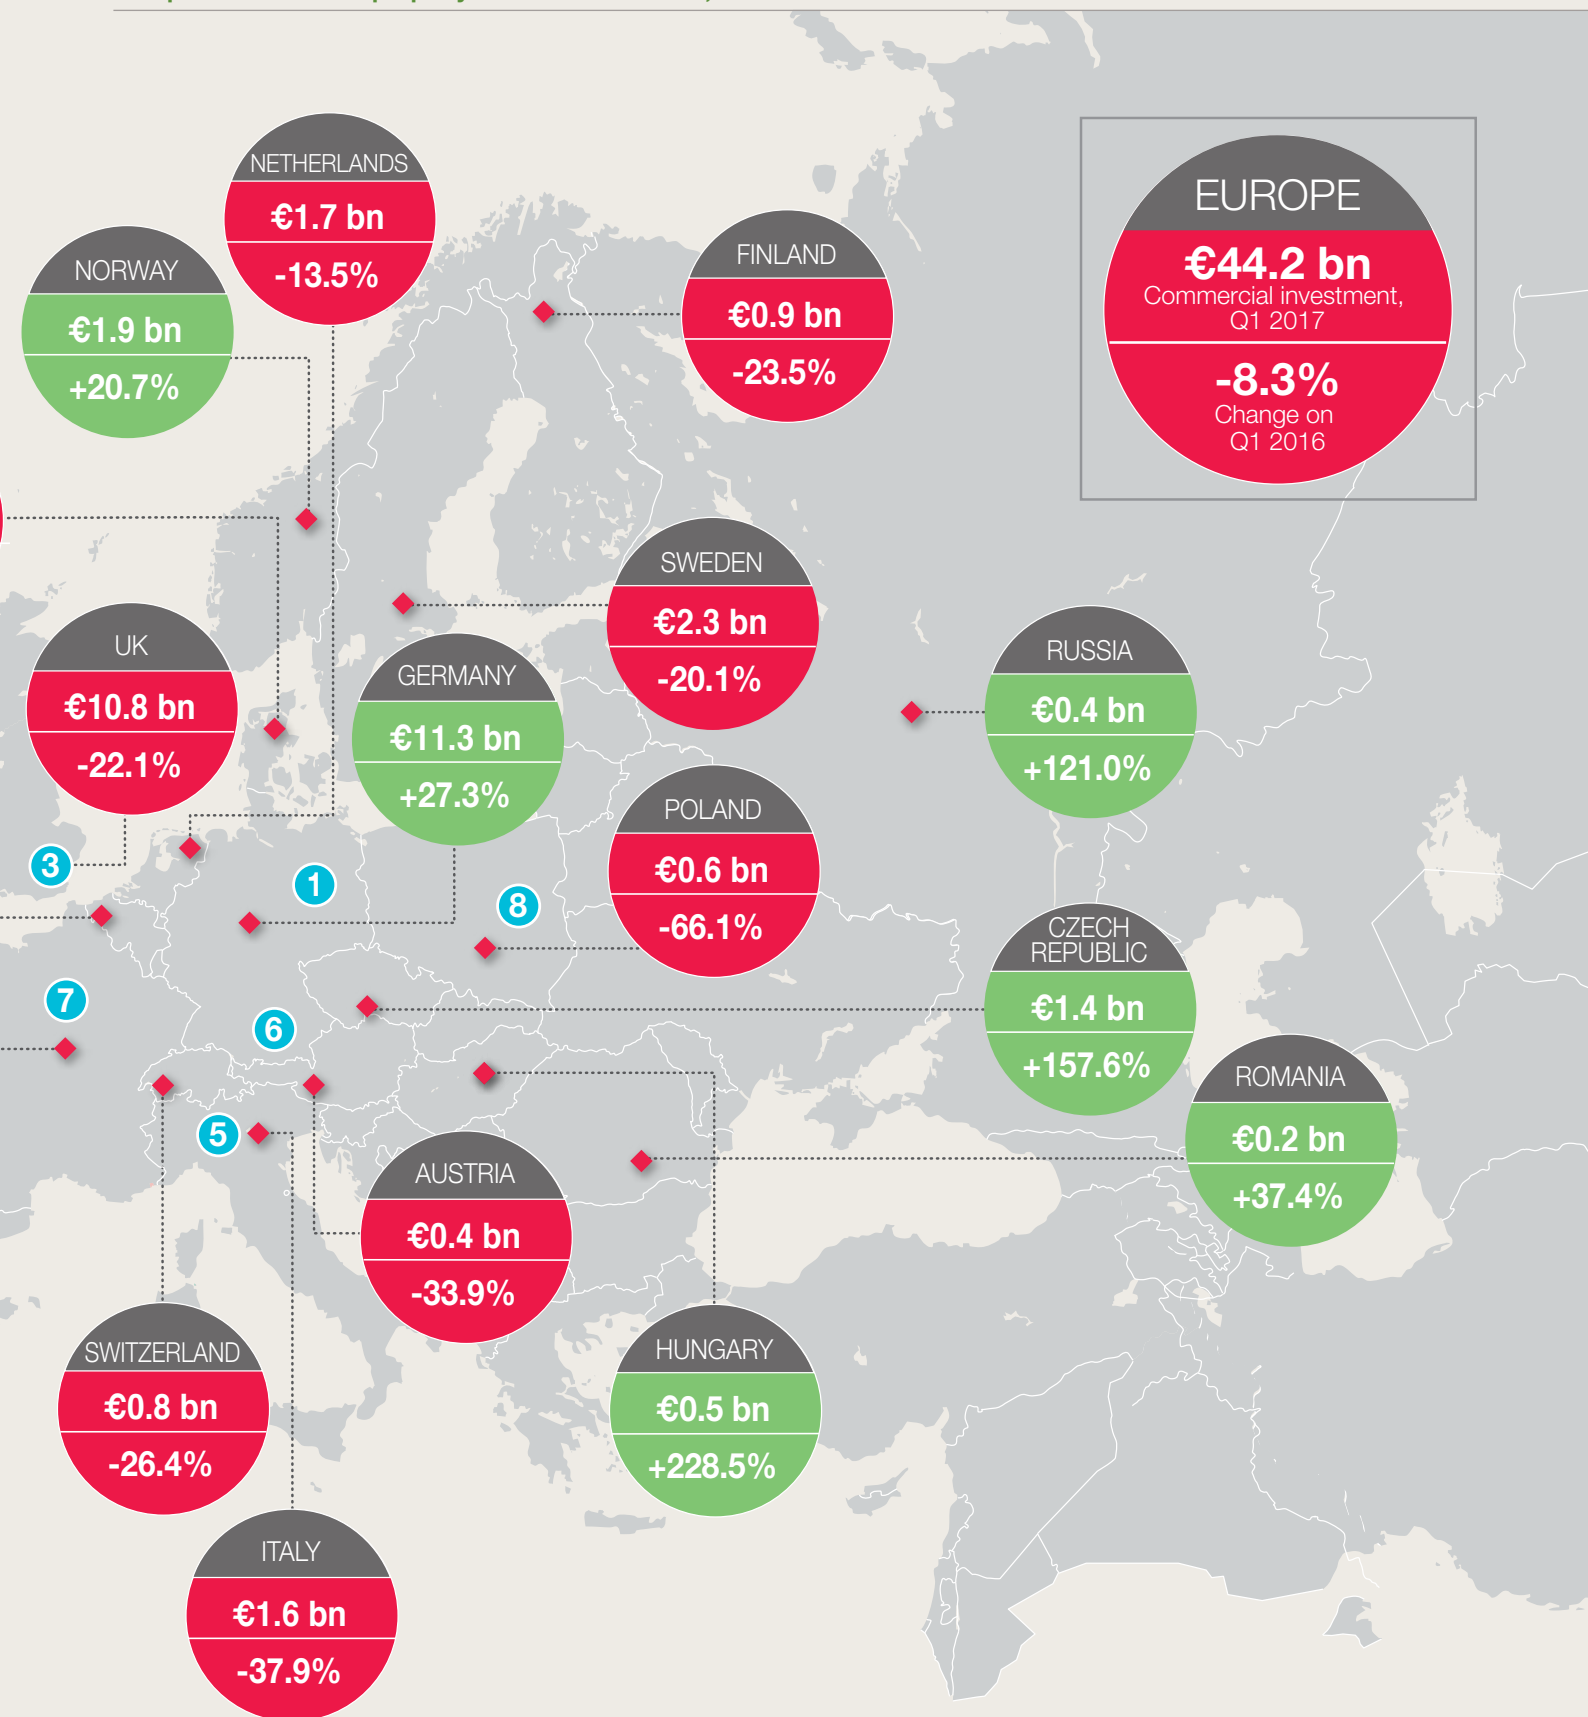 NETHERLANDS
€1.7 bn
-13.5%
NORWAY
€1.9 bn
+20.7%
FINLAND
€0.9 bn
-23.5%
EUROPE
€44.2 bn
Commercial investment,
Q1 2017
-8.3%
Change on
Q1 2016
SWEDEN
€2.3 bn
-20.1%
UK
€10.8 bn
-22.1%
GERMANY
€11.3 bn
+27.3%
RUSSIA
€0.4 bn
+121.0%
POLAND
€0.6 bn
-66.1%
3
1
8
CZECH
REPUBLIC
€1.4 bn
+157.6%
7
6
5
ROMANIA
€0.2 bn
+37.4%
AUSTRIA
€0.4 bn
-33.9%
SWITZERLAND
€0.8 bn
-26.4%
HUNGARY
€0.5 bn
+228.5%
ITALY
€1.6 bn
-37.9%